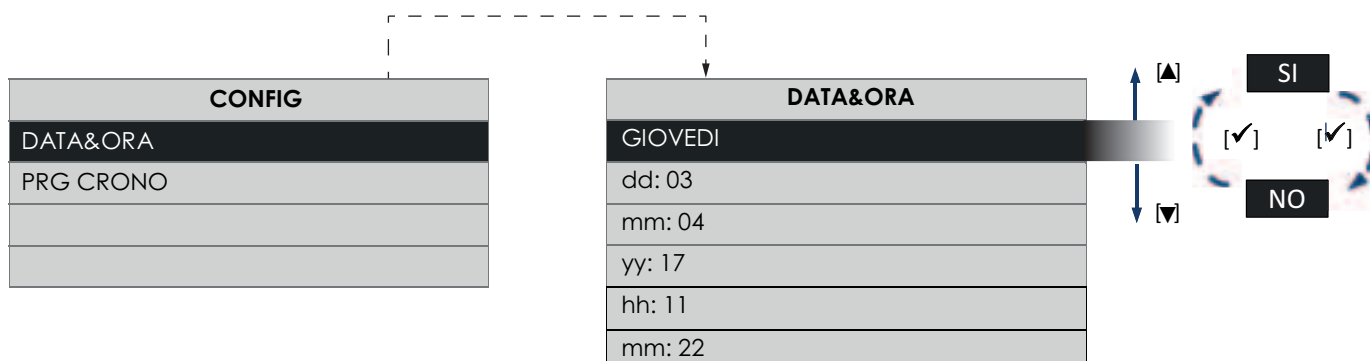 CONFIG
DATA&ORA
PRG CRONO
DATA&ORA
GIOVEDI
dd: 03
mm: 04
yy: 17
hh: 11
mm: 22
[▲]
[▼]
SI
[✔] [✔]
NO